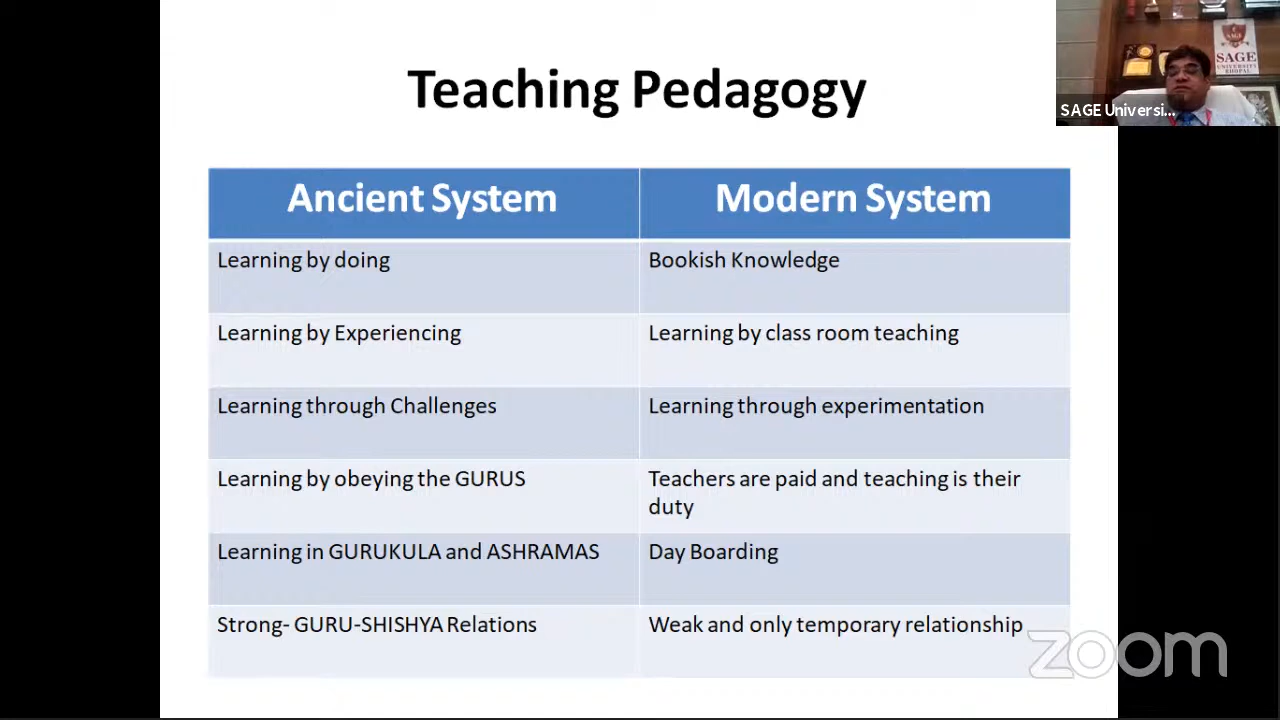 Teaching Pedagogy
SAGE
UNIVERSITY
BHOPAL
SAGE Universi...
Ancient System
Modern System
Learning by doing
Bookish Knowledge
Learning by Experiencing
Learning by class room teaching
Learning through Challenges
Learning through experimentation
Learning by obeying the GURUS
Teachers are paid and teaching is their
duty
Learning in GURUKULA and ASHRAMAS
Day Boarding
Strong- GURU-SHISHYA Relations
Weak and only temporary relationship
zoom